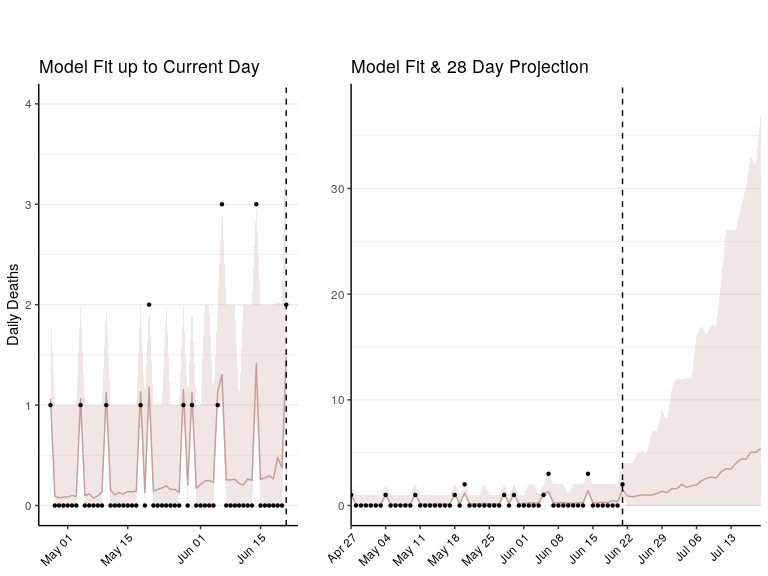 Model Fit up to Current Day
Model Fit & 28 Day Projection
Daily Deaths
4
3
2
1
0
May 01
May 15
Jun 01
Jun 15
30
20
10
0
Apr 27
May 04
May 11
May 18
May 25
Jun 01
Jun 08
Jun 15
Jun 22
Jun 29
Jul 06
Jul 13